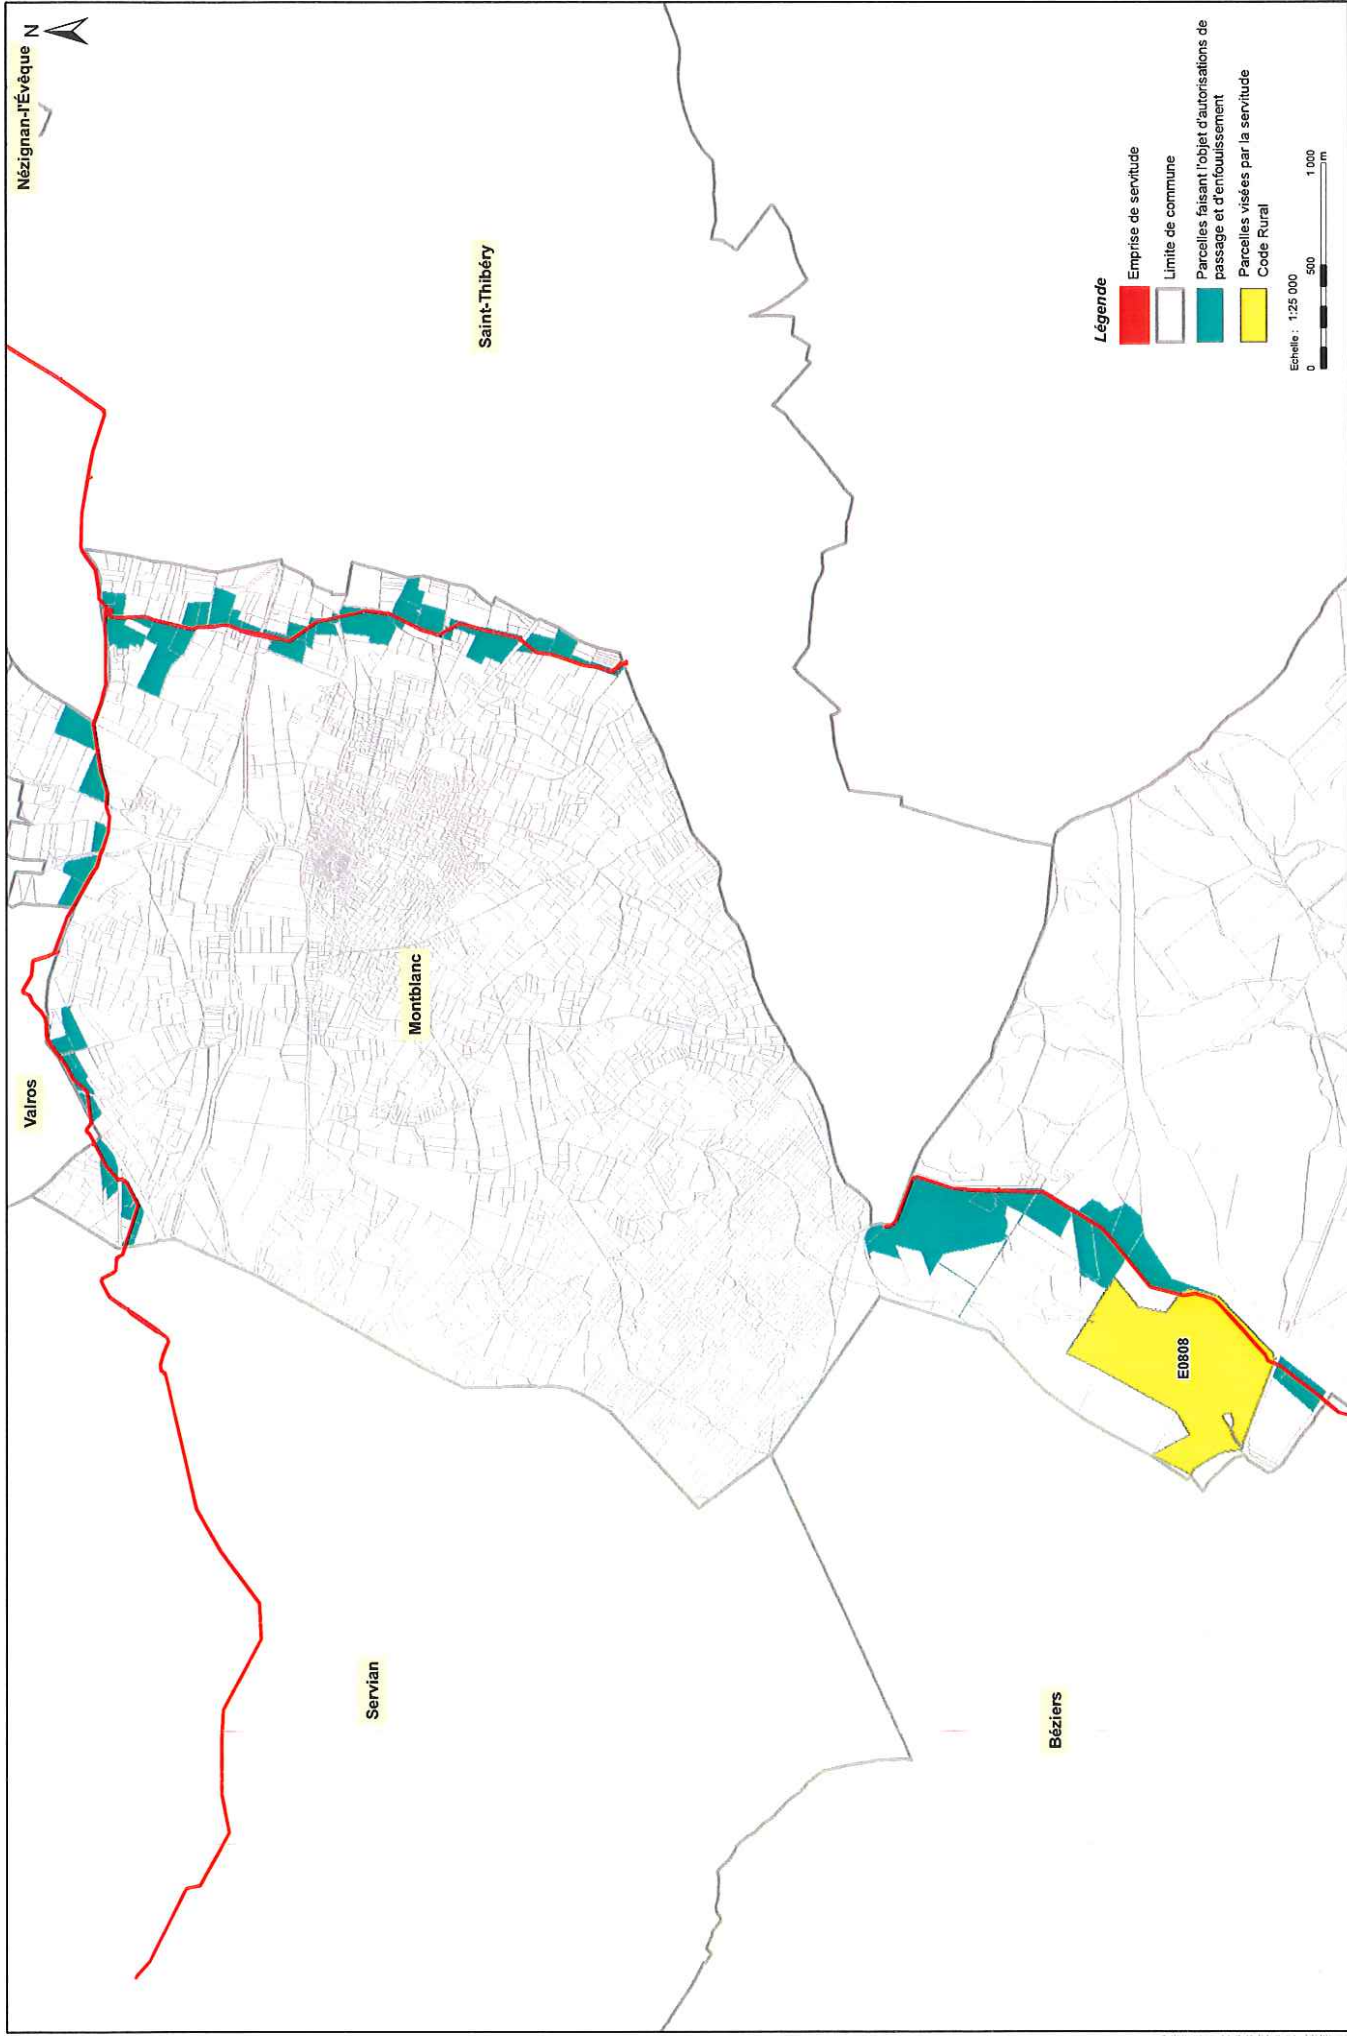 Nézignan-l'Évêque
N
Saint-Thibéry
Valros
Montblanc
Servian
Béziers
E0808
Légende
Emprise de servitude
Limite de commune
Parcelles faisant l'objet d'autorisations de
passage et d'enfouuissement
Parcelles visées par la servitude
Code Rural
Echelle : 1:25 000
0 500 1 000
m